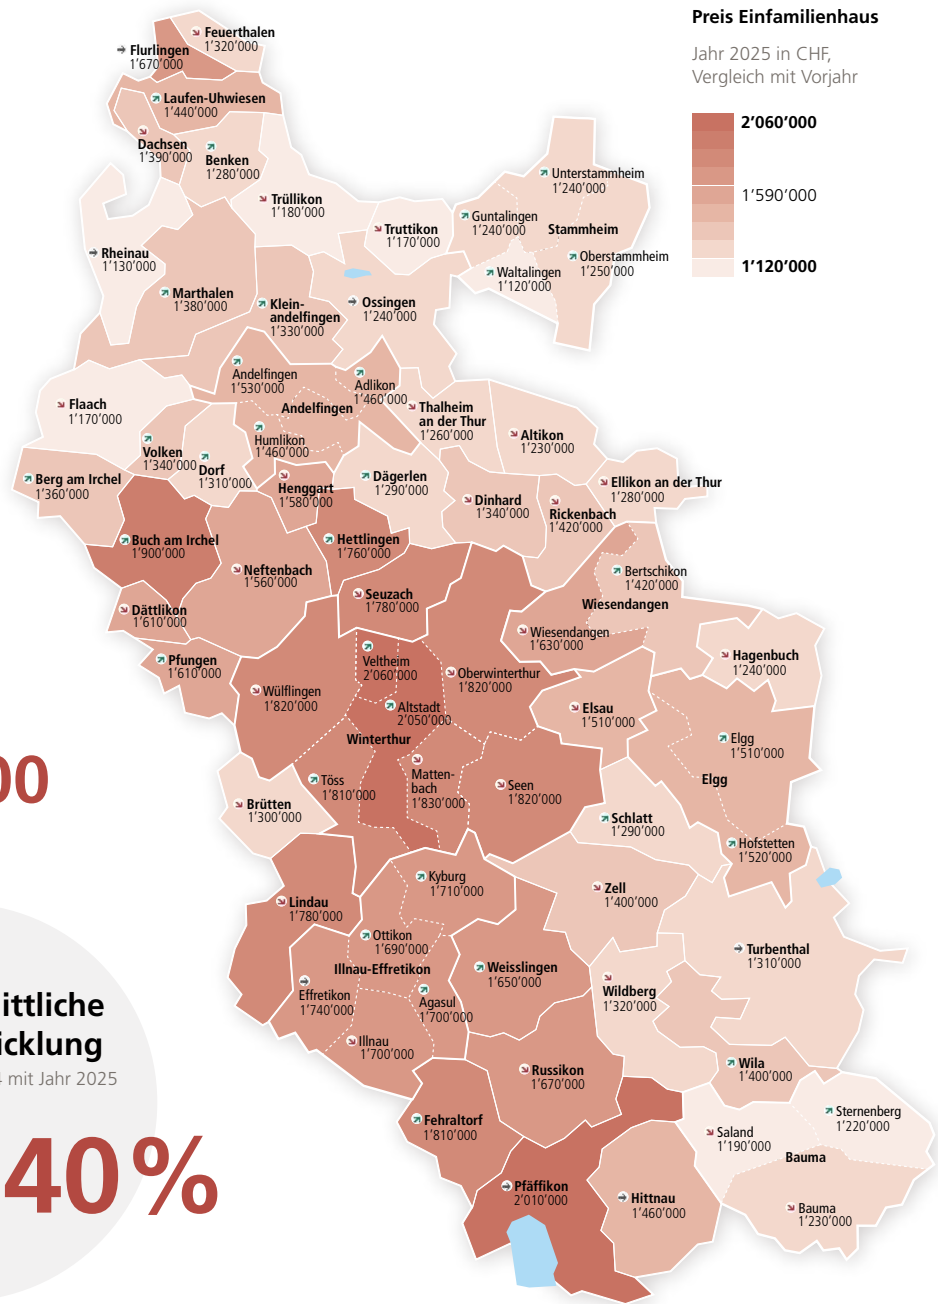 Preis Einfamilienhaus
Jahr 2025 in CHF,
Vergleich mit Vorjahr
2’060’000
1’590’000
1’120’000
Feuerthalen
1’320’000
Flurlingen
1’670’000
Laufen-Uhwiesen
1’440’000
Dachsen
1’390’000
Benken
1’280’000
Unterstammheim
1’240’000
Trüllikon
1’180’000
Guntalingen
1’240’000
Stammheim
Truttikon
1’170’000
Rheinau
1’130’000
Oberstammheim
1’250’000
Waltalingen
1’120’000
Marthalen
1’380’000
Klein-
andelfingen
1’330’000
Ossingen
1’240’000
Andelfingen
1’530’000
Adlikon
1’460’000
Andelfingen
Flaach
1’170’000
Thalheim
an der Thur
1’260’000
Humlikon
1’460’000
Altikon
1’230’000
Volken
1’340’000
Dorf
1’310’000
Berg am Irchel
1’360’000
Henggart
1’580’000
Dägerlen
1’290’000
Ellikon an der Thur
1’280’000
Dinhard
1’340’000
Rickenbach
1’420’000
Buch am Irchel
1’900’000
Hettlingen
1’760’000
Neftenbach
1’560’000
Bertschikon
1’420’000
Wiesendangen
Seuzach
1’780’000
Dättlikon
1’610’000
Wiesendangen
1’630’000
Pfungen
1’610’000
Veltheim
2’060’000
Hagenbuch
1’240’000
Oberwinterthur
1’820’000
Wülflingen
1’820’000
Altstadt
2’050’000
Elsau
1’510’000
Winterthur
Elgg
1’510’000
Elgg
00
Töss
1’810’000
Matten-
bach
1’830’000
Seen
1’820’000
Brütten
1’300’000
Schlatt
1’290’000
Hofstetten
1’520’000
Kyburg
1’710’000
Zell
1’400’000
Lindau
1’780’000
Ottikon
1’690’000
Turbenthal
1’310’000
Illnau-Effretikon
Weisslingen
1’650’000
Effretikon
1’740’000
Agasul
1’700’000
Wildberg
1’320’000
ittliche
icklung
4 mit Jahr 2025
Illnau
1’700’000
Russikon
1’670’000
Wila
1’400’000
Fehraltorf
1’810’000
Sternenberg
1’220’000
Saland
1’190’000
Bauma
40 %
Pfäffikon
2’010’000
Hittnau
1’460’000
Bauma
1’230’000